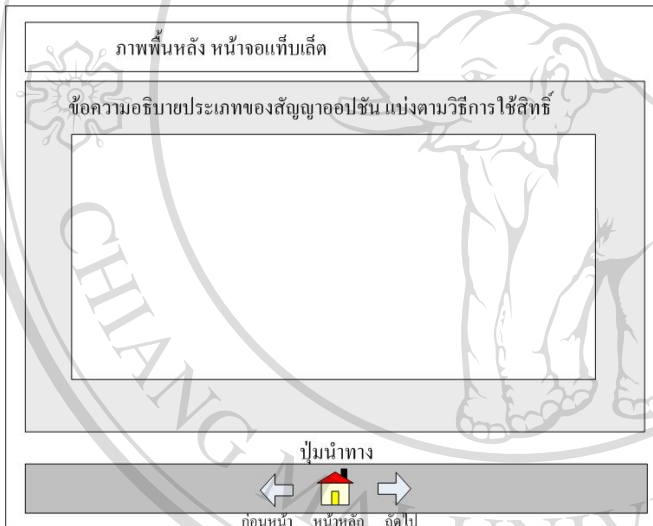 ภาพพื้นหลัง หน้าจอแท็บเล็ต
ข้อความอธิบายประเภทของสัญญาออปชัน แบ่งตามวิธีการใช้สิทธิ์
CHIANG MAI UNIV
ปุ่มนำทาง
ก่อนหน้า หน้าหลัก ถัดไป